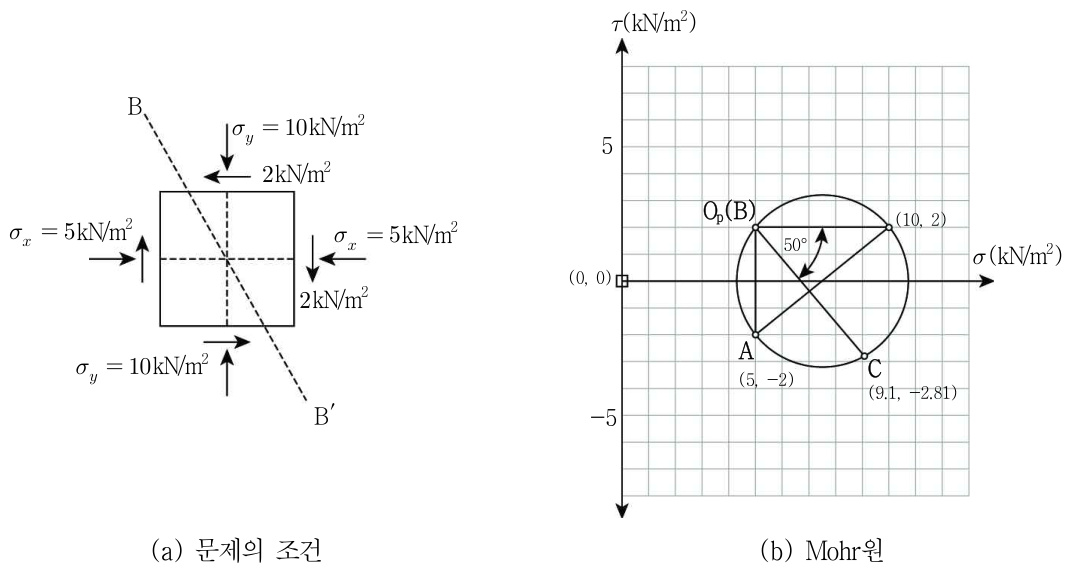 B
σy = 10kN/m²
2kN/m²
σx = 5kN/m²
σx = 5kN/m²
2kN/m²
σy = 10kN/m²
B′
(a) 문제의 조건
τ(kN/m²)
5
Op(B)
(10, 2)
50°
σ(kN/m²)
(0, 0)
A
(5, −2)
C
(9.1, −2.81)
−5
(b) Mohr원